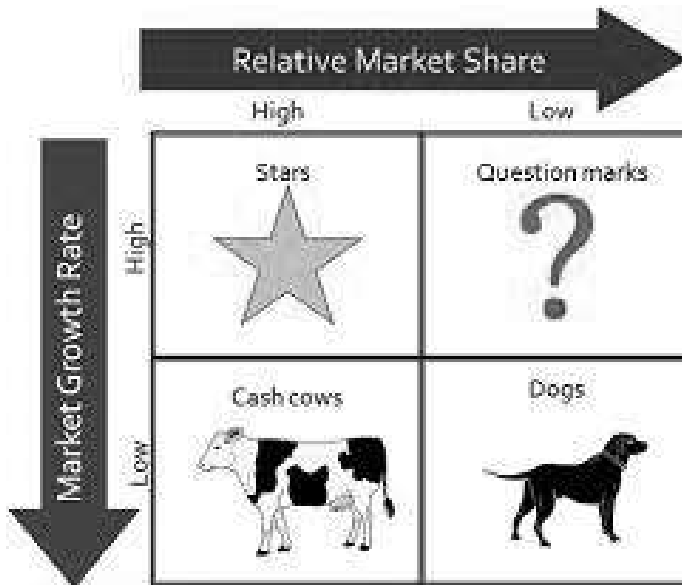 Relative Market Share
High
Low
Stars
Question marks
High
Market Growth Rate
Cash cows
Dogs
Low